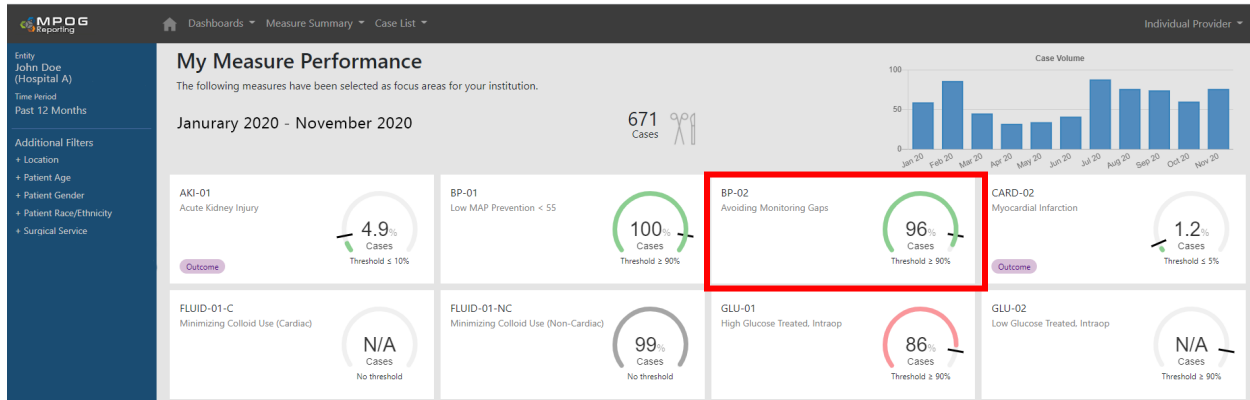 MPOG
Reporting
Dashboards
Measure Summary
Case List
Individual Provider
Entity
John Doe
(Hospital A)
Time Period
Past 12 Months
Additional Filters
+ Location
+ Patient Age
+ Patient Gender
+ Patient Race/Ethnicity
+ Surgical Service
My Measure Performance
The following measures have been selected as focus areas for your institution.
Janurary 2020 - November 2020
671
Cases
Case Volume
100
50
0
Jan 20 Feb 20 Mar 20 Apr 20 May 20 Jun 20 Jul 20 Aug 20 Sep 20 Oct 20 Nov 20
AKI-01
Acute Kidney Injury
4.9%
Cases
Threshold ≤ 10%
Outcome
BP-01
Low MAP Prevention < 55
100%
Cases
Threshold ≥ 90%
BP-02
Avoiding Monitoring Gaps
96%
Cases
Threshold ≥ 90%
CARD-02
Myocardial Infarction
1.2%
Cases
Threshold ≤ 5%
Outcome
FLUID-01-C
Minimizing Colloid Use (Cardiac)
N/A
Cases
No threshold
FLUID-01-NC
Minimizing Colloid Use (Non-Cardiac)
99%
Cases
No threshold
GLU-01
High Glucose Treated, Intraop
86%
Cases
Threshold ≥ 90%
GLU-02
Low Glucose Treated, Intraop
N/A
Cases
Threshold ≥ 90%